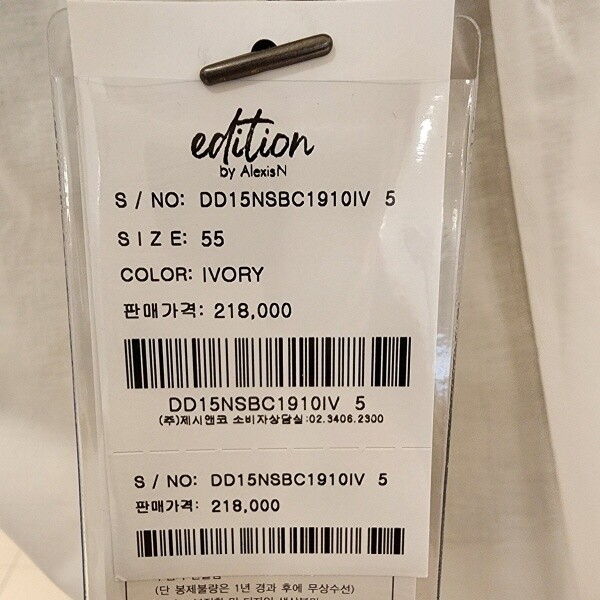 edition
by AlexisN
S / NO: DD15NSBC1910IV 5
SIZE: 55
COLOR: IVORY
판매가격: 218,000
DD15NSBC1910IV 5
(주)제시앤코 소비자상담실:02.3406.2300
S / NO: DD15NSBC1910IV 5
판매가격: 218,000
(단 봉제불량은 1년 경과 후에 무상수선)